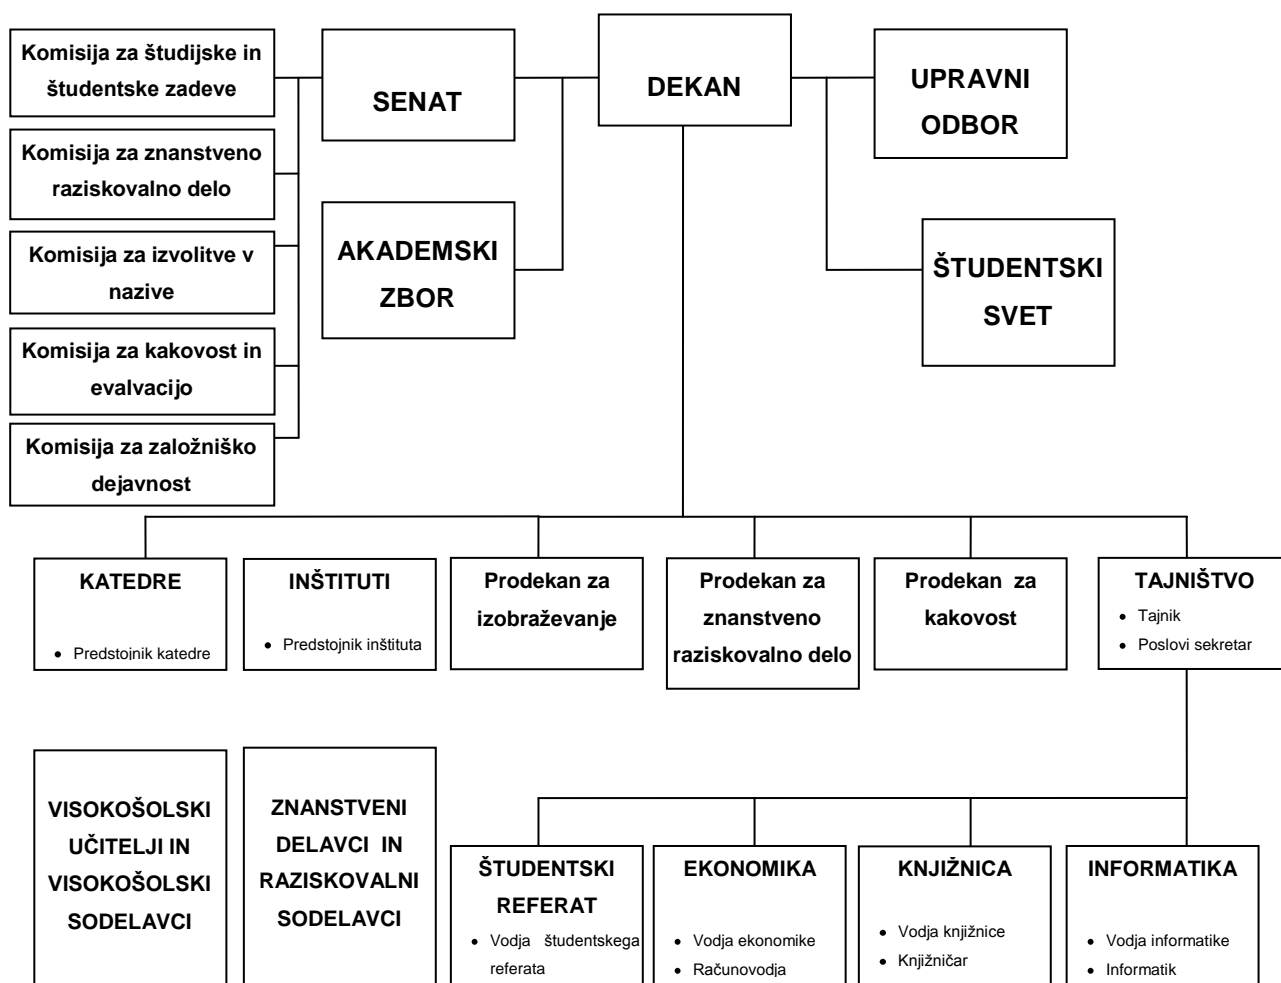 Komisija za študijske in
študentske zadeve
SENAT
DEKAN
UPRAVNI
ODBOR
Komisija za znanstveno
raziskovalno delo
AKADEMSKI
ZBOR
ŠTUDENTSKI
SVET
Komisija za izvolitve v
nazive
Komisija za kakovost in
evalvacijo
Komisija za založniško
dejavnost
KATEDRE
• Predstojnik katedre
INŠTITUTI
• Predstojnik inštituta
Prodekan za
izobraževanje
Prodekan za
znanstveno
raziskovalno delo
Prodekan za
kakovost
TAJNIŠTVO
• Tajnik
• Poslovi sekretar
VISOKOŠOLSKI
UČITELJI IN
VISOKOŠOLSKI
SODELAVCI
ZNANSTVENI
DELAVCI IN
RAZISKOVALNI
SODELAVCI
ŠTUDENTSKI
REFERAT
• Vodja študentskega
referata
EKONOMIKA
• Vodja ekonomike
• Računovodja
KNJIŽNICA
• Vodja knjižnice
• Knjižničar
INFORMATIKA
• Vodja informatike
• Informatik